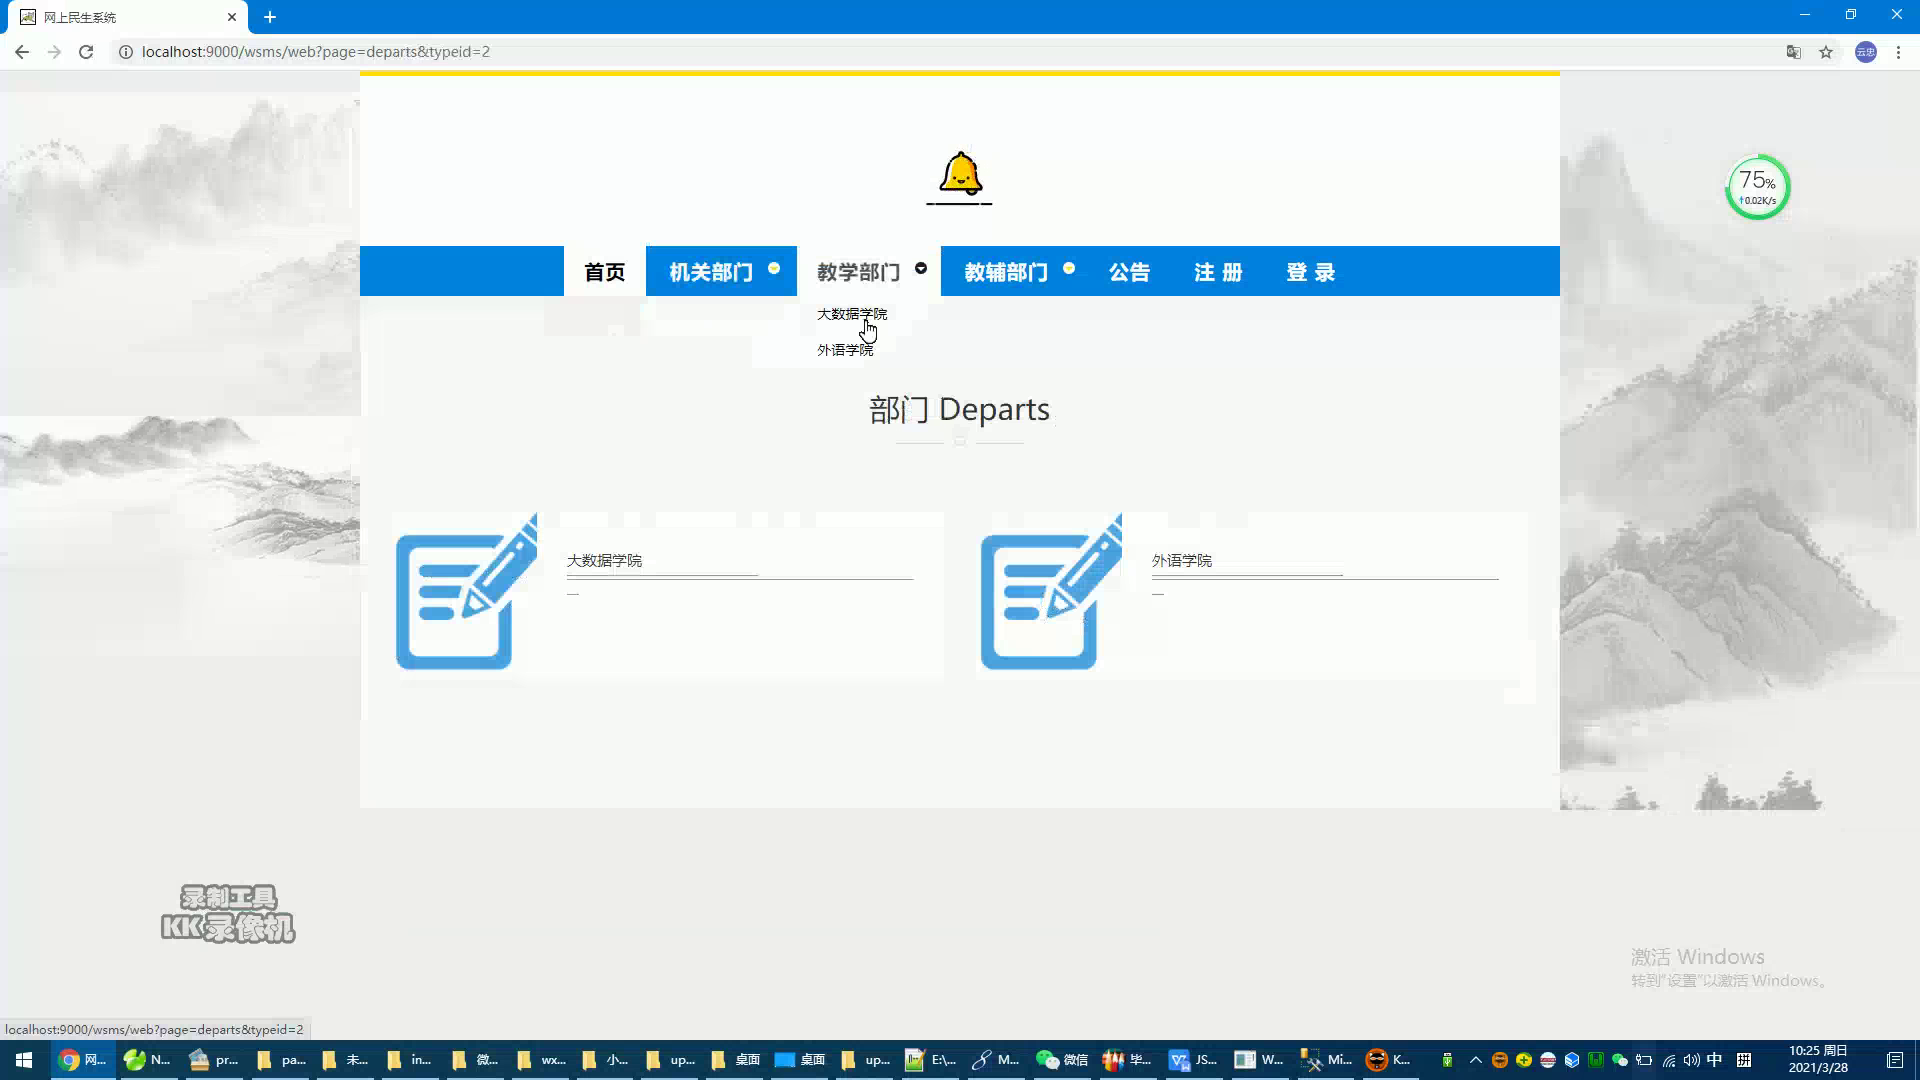 网上民生系统
localhost:9000/wsms/web?page=departs&typeid=2
云忠
75%
↑0.02K/s
首页 机关部门 教学部门 教辅部门 公告 注 册 登 录
大数据学院
外语学院
部门 Departs
大数据学院
外语学院
录制工具
KK录像机
激活 Windows
转到"设置"以激活 Windows。
localhost:9000/wsms/web?page=departs&typeid=2
网... N... pr... pa... 未... in... 微... wx... 小... up... 桌面 桌面 up... E:\... M... 微信 毕... JS... W... Mi... K... 中 拼
10:25 周日
2021/3/28